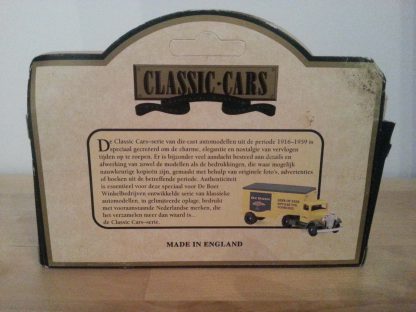 CLASSIC-CARS
De Classic Cars-serie van die-cast automodellen uit de periode 1916-1959 is
speciaal gecreëerd om de charme, elegantie en nostalgie van vervlogen
tijden op te roepen. Er is bijzonder veel aandacht besteed aan details en
afwerking van zowel de modellen als de bedrukkingen, die waar mogelijk
nauwkeurige kopieën zijn, gemaakt met behulp van originele foto's, advertenties
of boeken uit de betreffende periode. Authenticiteit
is essentieel voor deze speciaal voor De Boer
Winkelbedrijven ontwikkelde serie van klassieke
automodellen, in gelimiteerde oplage, bedrukt
met vooraanstaande Nederlandse merken, die
het verzamelen meer dan waard is...
de Classic Cars-serie.
MADE IN ENGLAND